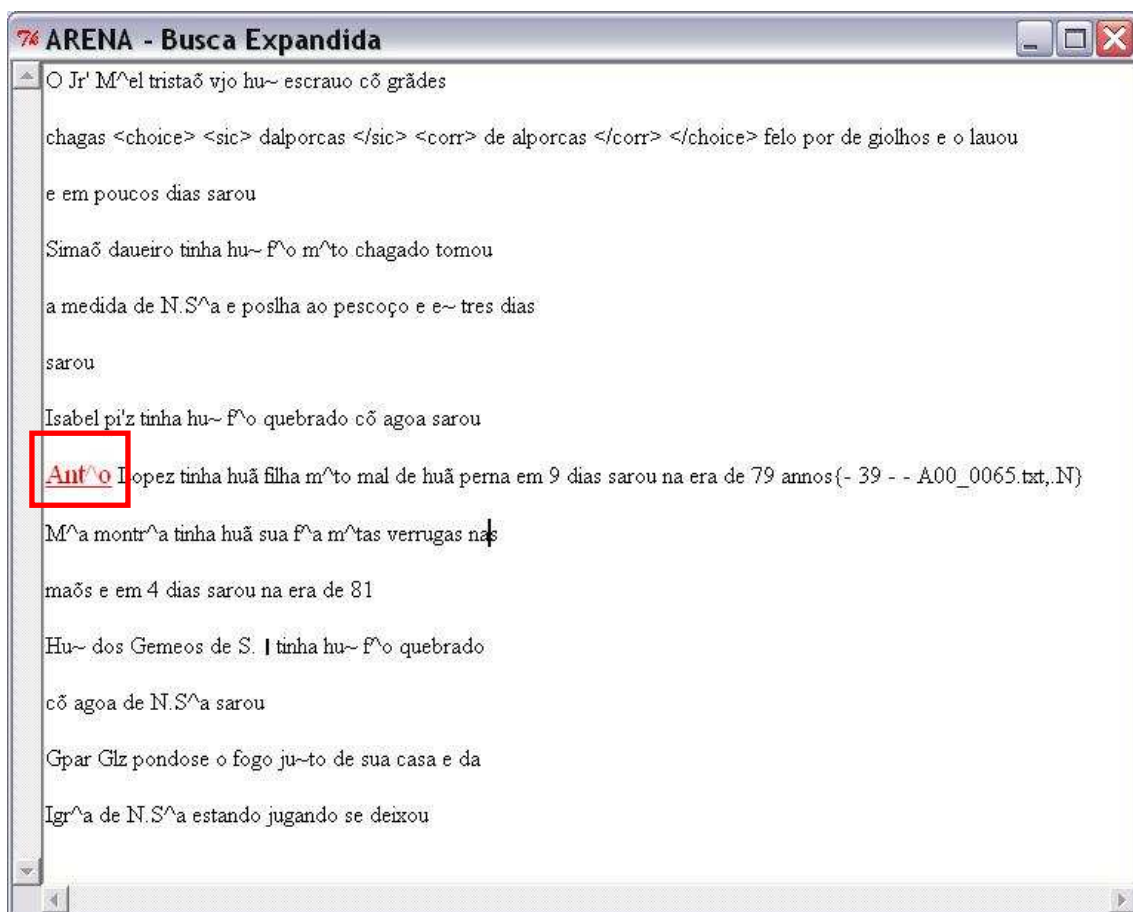 ARENA - Busca Expandida
O Jr' M^el tristaõ vjo hu~ escrauo cõ grãdes
chagas <choice> <sic> dalporcas </sic> <corr> de alporcas </corr> </choice> felo por de giolhos e o lauou
e em poucos dias sarou
Simaõ daueiro tinha hu~ f^o m^to chagado tomou
a medida de N.S^a e poslha ao pescoço e e~ tres dias
sarou
Isabel pi'z tinha hu~ f^o quebrado cõ agoa sarou
Ant^o Lopez tinha huã filha m^to mal de huã perna em 9 dias sarou na era de 79 annos{- 39 - - A00_0065.txt,.N}
M^a montr^a tinha huã sua f^a m^tas verrugas nas
maõs e em 4 dias sarou na era de 81
Hu~ dos Gemeos de S. I tinha hu~ f^o quebrado
cõ agoa de N.S^a sarou
Gpar Glz pondose o fogo ju~to de sua casa e da
Igr^a de N.S^a estando jugando se deixou